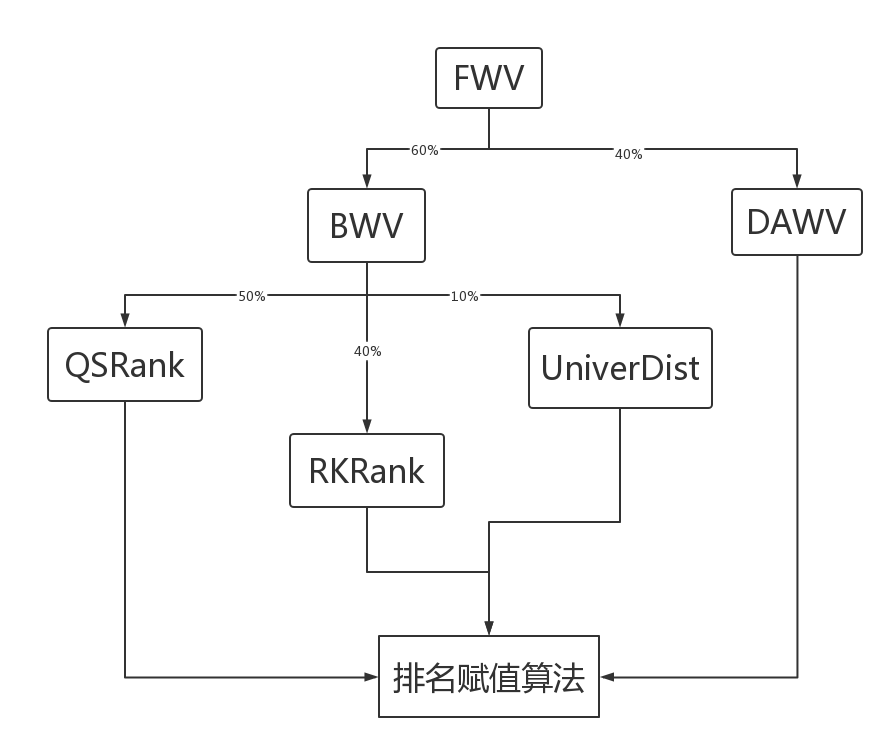 FWV
60%
40%
BWV
DAWV
50%
10%
QSRank
40%
UniverDist
RKRank
排名赋值算法